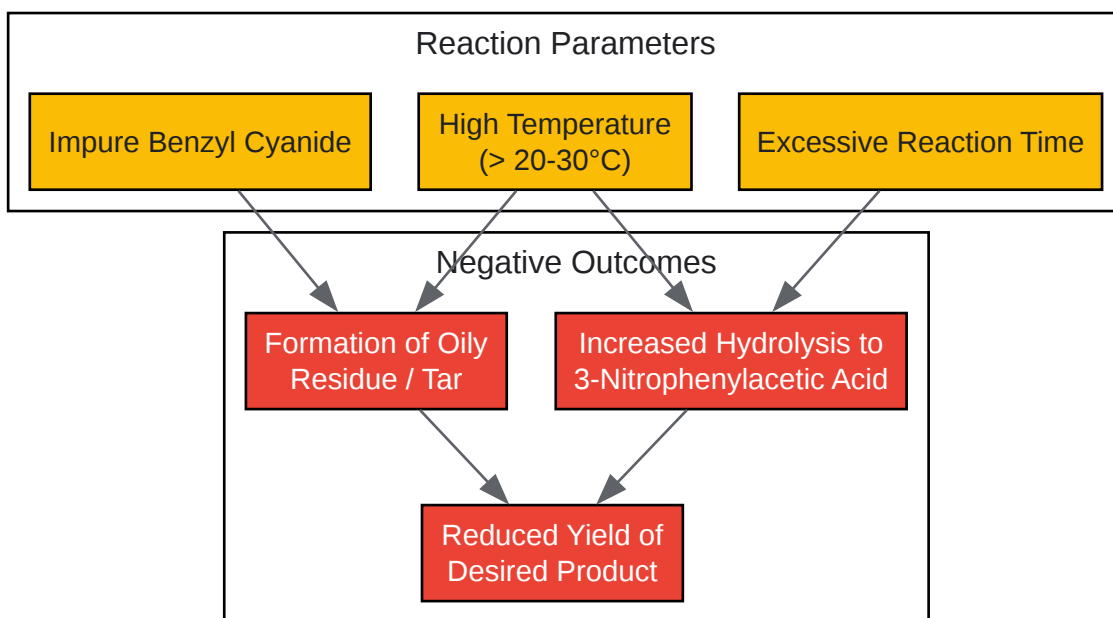 Reaction Parameters
Impure Benzyl Cyanide
High Temperature
(> 20-30°C)
Excessive Reaction Time
Negative Outcomes
Formation of Oily
Residue / Tar
Increased Hydrolysis to
3-Nitrophenylacetic Acid
Reduced Yield of
Desired Product